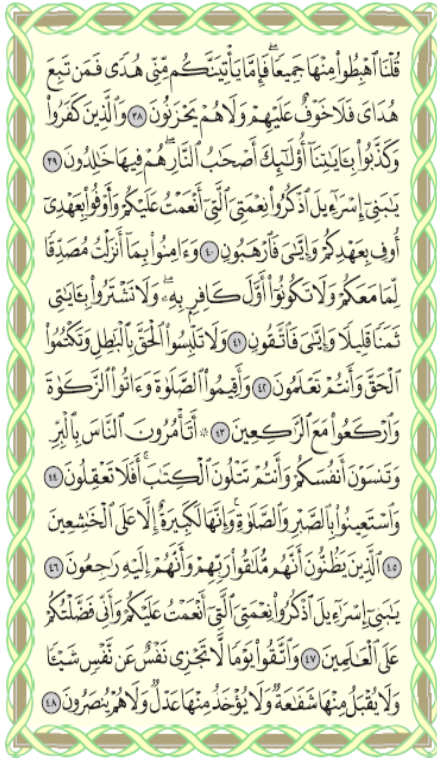 قُلْنَا ٱهْبِطُوا۟ مِنْهَا جَمِيعًۭا ۖ فَإِمَّا يَأْتِيَنَّكُم مِّنِّى هُدًۭى فَمَن تَبِعَ
هُدَاىَ فَلَا خَوْفٌ عَلَيْهِمْ وَلَا هُمْ يَحْزَنُونَ ٣٨ وَٱلَّذِينَ كَفَرُوا۟
وَكَذَّبُوا۟ بِـَٔايَـٰتِنَآ أُو۟لَـٰٓئِكَ أَصْحَـٰبُ ٱلنَّارِ ۖ هُمْ فِيهَا خَـٰلِدُونَ ٣٩
يَـٰبَنِىٓ إِسْرَٰٓءِيلَ ٱذْكُرُوا۟ نِعْمَتِىَ ٱلَّتِىٓ أَنْعَمْتُ عَلَيْكُمْ وَأَوْفُوا۟ بِعَهْدِىٓ
أُوفِ بِعَهْدِكُمْ وَإِيَّـٰىَ فَٱرْهَبُونِ ٤٠ وَءَامِنُوا۟ بِمَآ أَنزَلْتُ مُصَدِّقًۭا
لِّمَا مَعَكُمْ وَلَا تَكُونُوٓا۟ أَوَّلَ كَافِرٍۭ بِهِۦ ۖ وَلَا تَشْتَرُوا۟ بِـَٔايَـٰتِى
ثَمَنًۭا قَلِيلًۭا وَإِيَّـٰىَ فَٱتَّقُونِ ٤١ وَلَا تَلْبِسُوا۟ ٱلْحَقَّ بِٱلْبَـٰطِلِ وَتَكْتُمُوا۟
ٱلْحَقَّ وَأَنتُمْ تَعْلَمُونَ ٤٢ وَأَقِيمُوا۟ ٱلصَّلَوٰةَ وَءَاتُوا۟ ٱلزَّكَوٰةَ
وَٱرْكَعُوا۟ مَعَ ٱلرَّٰكِعِينَ ٤٣ ۞ أَتَأْمُرُونَ ٱلنَّاسَ بِٱلْبِرِّ
وَتَنسَوْنَ أَنفُسَكُمْ وَأَنتُمْ تَتْلُونَ ٱلْكِتَـٰبَ ۚ أَفَلَا تَعْقِلُونَ ٤٤
وَٱسْتَعِينُوا۟ بِٱلصَّبْرِ وَٱلصَّلَوٰةِ ۚ وَإِنَّهَا لَكَبِيرَةٌ إِلَّا عَلَى ٱلْخَـٰشِعِينَ
٤٥ ٱلَّذِينَ يَظُنُّونَ أَنَّهُم مُّلَـٰقُوا۟ رَبِّهِمْ وَأَنَّهُمْ إِلَيْهِ رَٰجِعُونَ ٤٦
يَـٰبَنِىٓ إِسْرَٰٓءِيلَ ٱذْكُرُوا۟ نِعْمَتِىَ ٱلَّتِىٓ أَنْعَمْتُ عَلَيْكُمْ وَأَنِّى فَضَّلْتُكُمْ
عَلَى ٱلْعَـٰلَمِينَ ٤٧ وَٱتَّقُوا۟ يَوْمًۭا لَّا تَجْزِى نَفْسٌ عَن نَّفْسٍۢ شَيْـًۭٔا
وَلَا يُقْبَلُ مِنْهَا شَفَـٰعَةٌۭ وَلَا يُؤْخَذُ مِنْهَا عَدْلٌۭ وَلَا هُمْ يُنصَرُونَ ٤٨